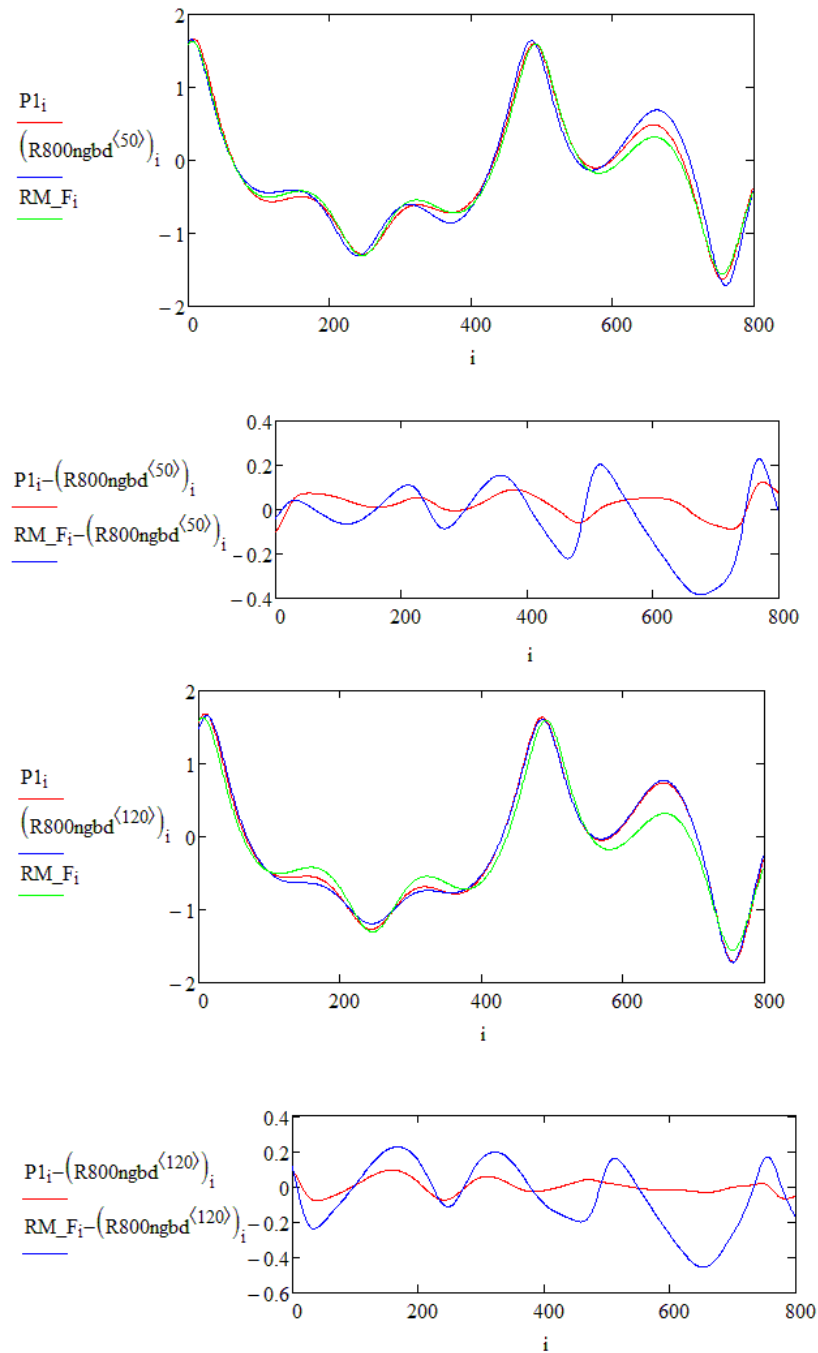 2
1
0
−1
−2
P1i
(R800ngbd⟨50⟩)i
RM_Fi
0 200 400 600 800
i
0.4
0.2
0
−0.2
−0.4
P1i−(R800ngbd⟨50⟩)i
RM_Fi−(R800ngbd⟨50⟩)i
0 200 400 600 800
i
2
1
0
−1
−2
P1i
(R800ngbd⟨120⟩)i
RM_Fi
0 200 400 600 800
i
0.4
0.2
0
−0.2
−0.4
−0.6
P1i−(R800ngbd⟨120⟩)i
RM_Fi−(R800ngbd⟨120⟩)i
0 200 400 600 800
i